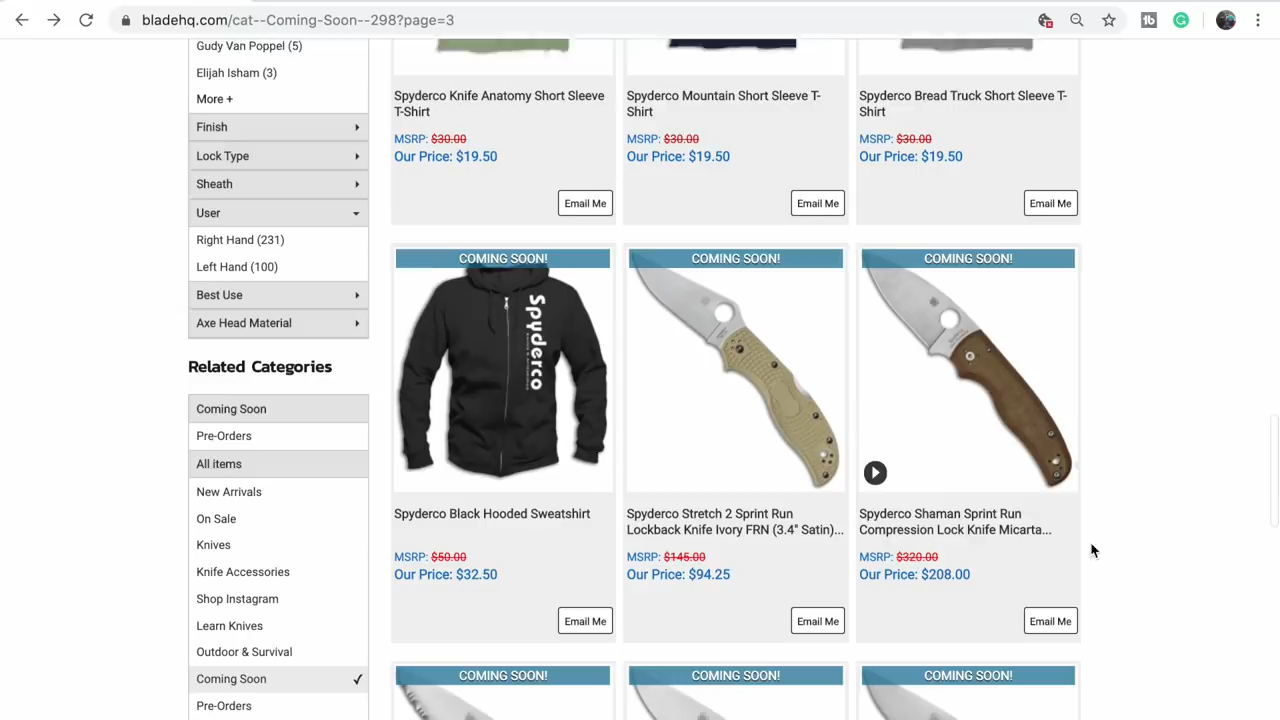 bladehq.com/cat--Coming-Soon--298?page=3
tb
Gudy Van Poppel (5)
Elijah Isham (3)
More +
Finish
Lock Type
Sheath
User
Right Hand (231)
Left Hand (100)
Best Use
Axe Head Material
Related Categories
Coming Soon
Pre-Orders
All items
New Arrivals
On Sale
Knives
Knife Accessories
Shop Instagram
Learn Knives
Outdoor & Survival
Coming Soon
Pre-Orders
Spyderco Knife Anatomy Short Sleeve
T-Shirt
MSRP: $30.00
Our Price: $19.50
Email Me
Spyderco Mountain Short Sleeve T-
Shirt
MSRP: $30.00
Our Price: $19.50
Email Me
Spyderco Bread Truck Short Sleeve T-
Shirt
MSRP: $30.00
Our Price: $19.50
Email Me
COMING SOON!
Spyderco
Spyderco Black Hooded Sweatshirt
MSRP: $50.00
Our Price: $32.50
Email Me
COMING SOON!
Spyderco Stretch 2 Sprint Run
Lockback Knife Ivory FRN (3.4" Satin)...
MSRP: $145.00
Our Price: $94.25
Email Me
COMING SOON!
Spyderco Shaman Sprint Run
Compression Lock Knife Micarta...
MSRP: $320.00
Our Price: $208.00
Email Me
COMING SOON!
COMING SOON!
COMING SOON!